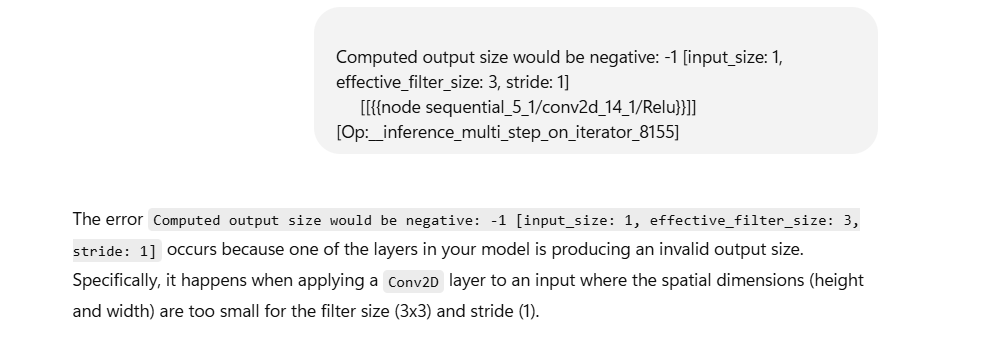 Computed output size would be negative: -1 [input_size: 1,
effective_filter_size: 3, stride: 1]
[[{{node sequential_5_1/conv2d_14_1/Relu}}]]
[Op:__inference_multi_step_on_iterator_8155]
The error Computed output size would be negative: -1 [input_size: 1, effective_filter_size: 3,
stride: 1] occurs because one of the layers in your model is producing an invalid output size.
Specifically, it happens when applying a Conv2D layer to an input where the spatial dimensions (height
and width) are too small for the filter size (3x3) and stride (1).